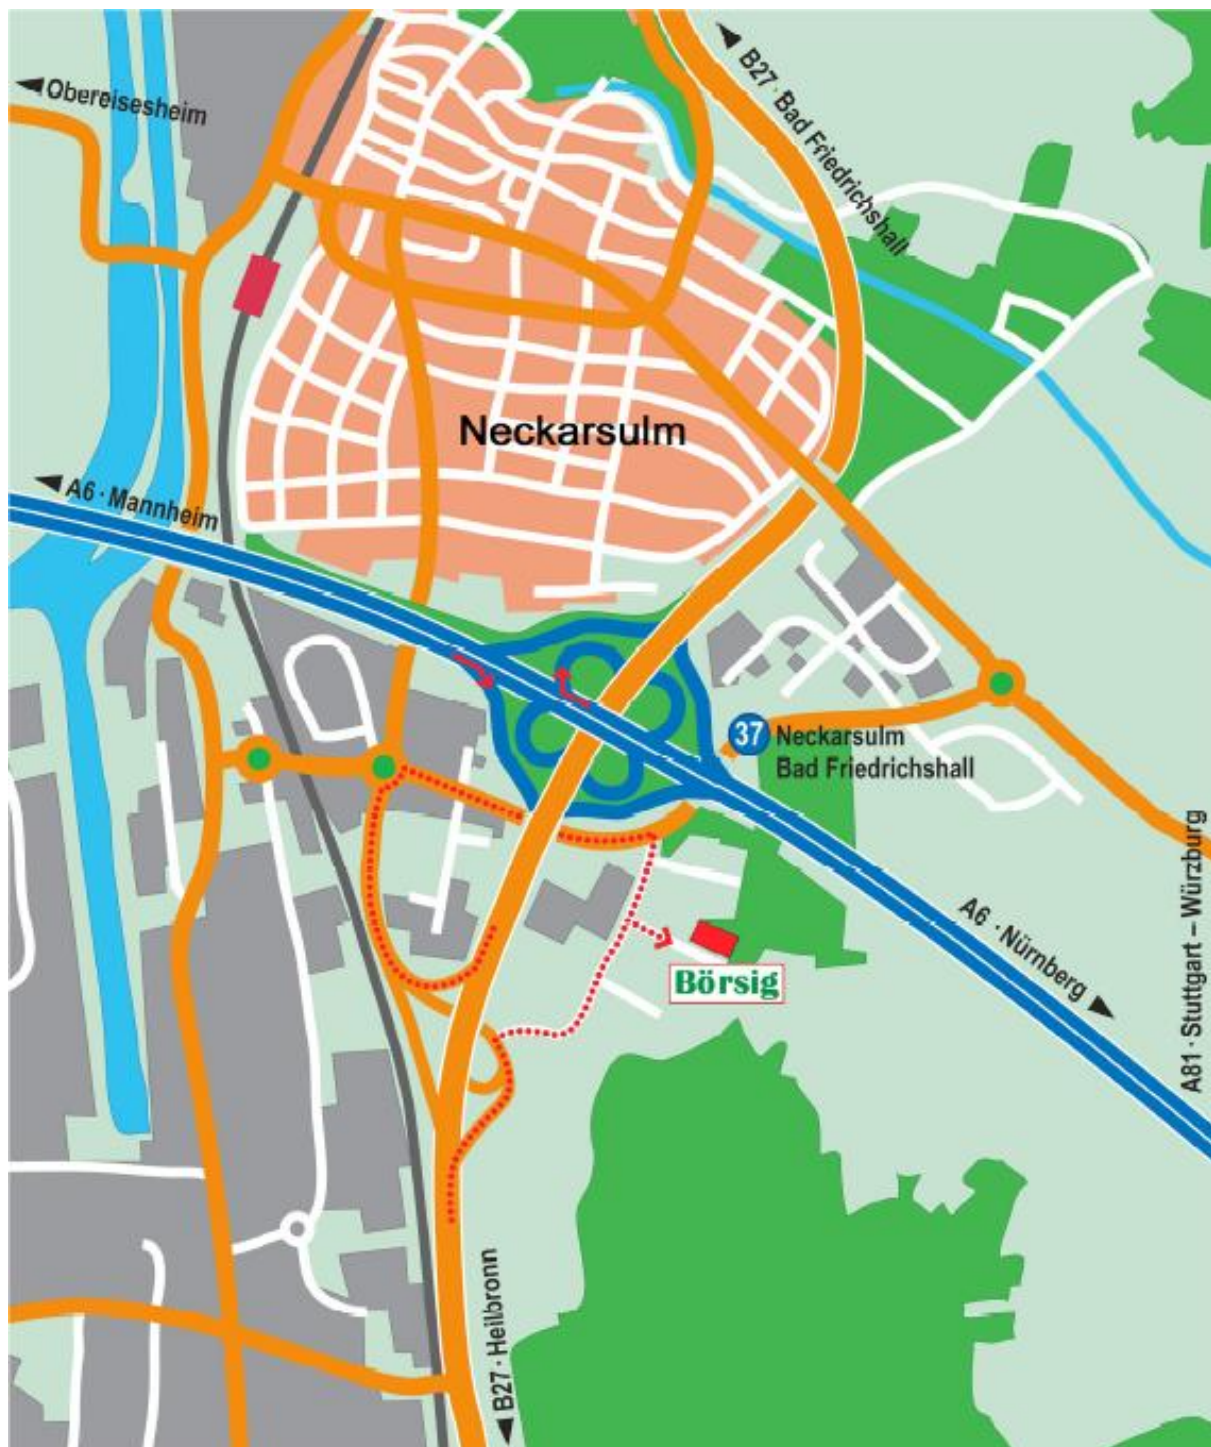 Obereisesheim
B27 · Bad Friedrichshall
Neckarsulm
A6 · Mannheim
37
Neckarsulm
Bad Friedrichshall
A81 · Stuttgart – Würzburg
A6 · Nürnberg
Börsig
B27 · Heilbronn